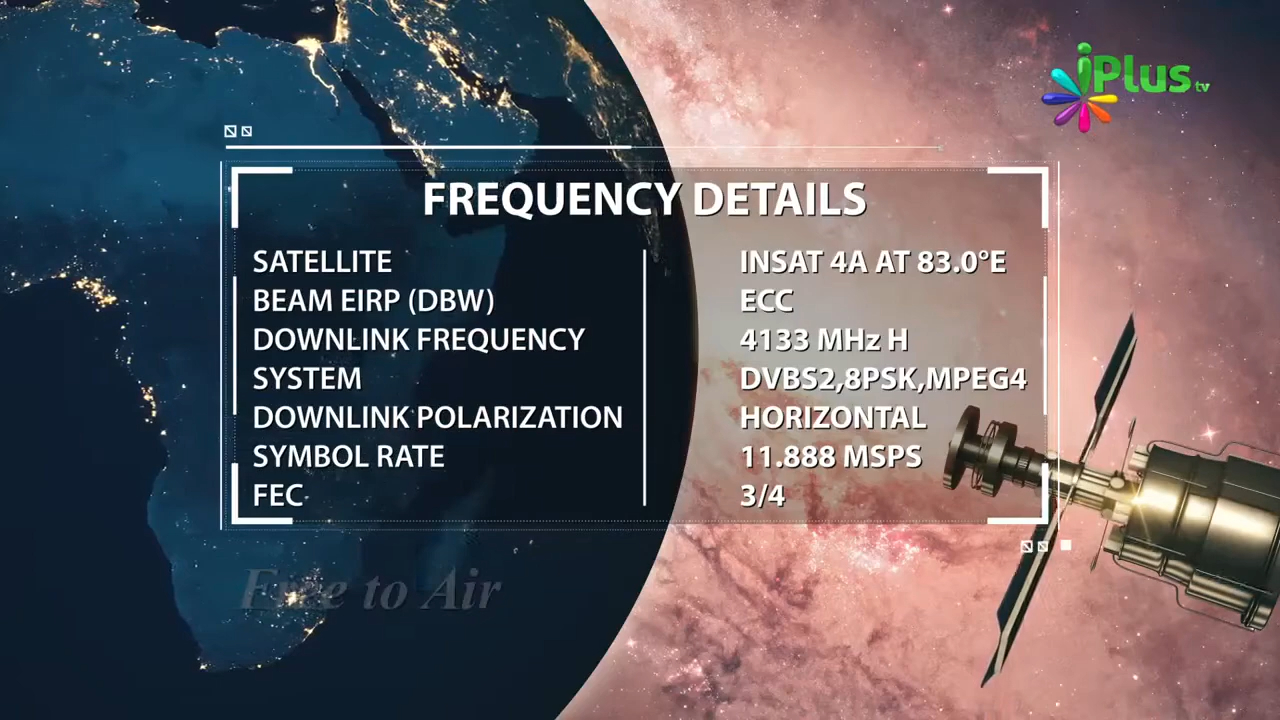 iPlus tv
FREQUENCY DETAILS
SATELLITE INSAT 4A AT 83.0°E
BEAM EIRP (DBW) ECC
DOWNLINK FREQUENCY 4133 MHz H
SYSTEM DVBS2,8PSK,MPEG4
DOWNLINK POLARIZATION HORIZONTAL
SYMBOL RATE 11.888 MSPS
FEC 3/4
Free to Air